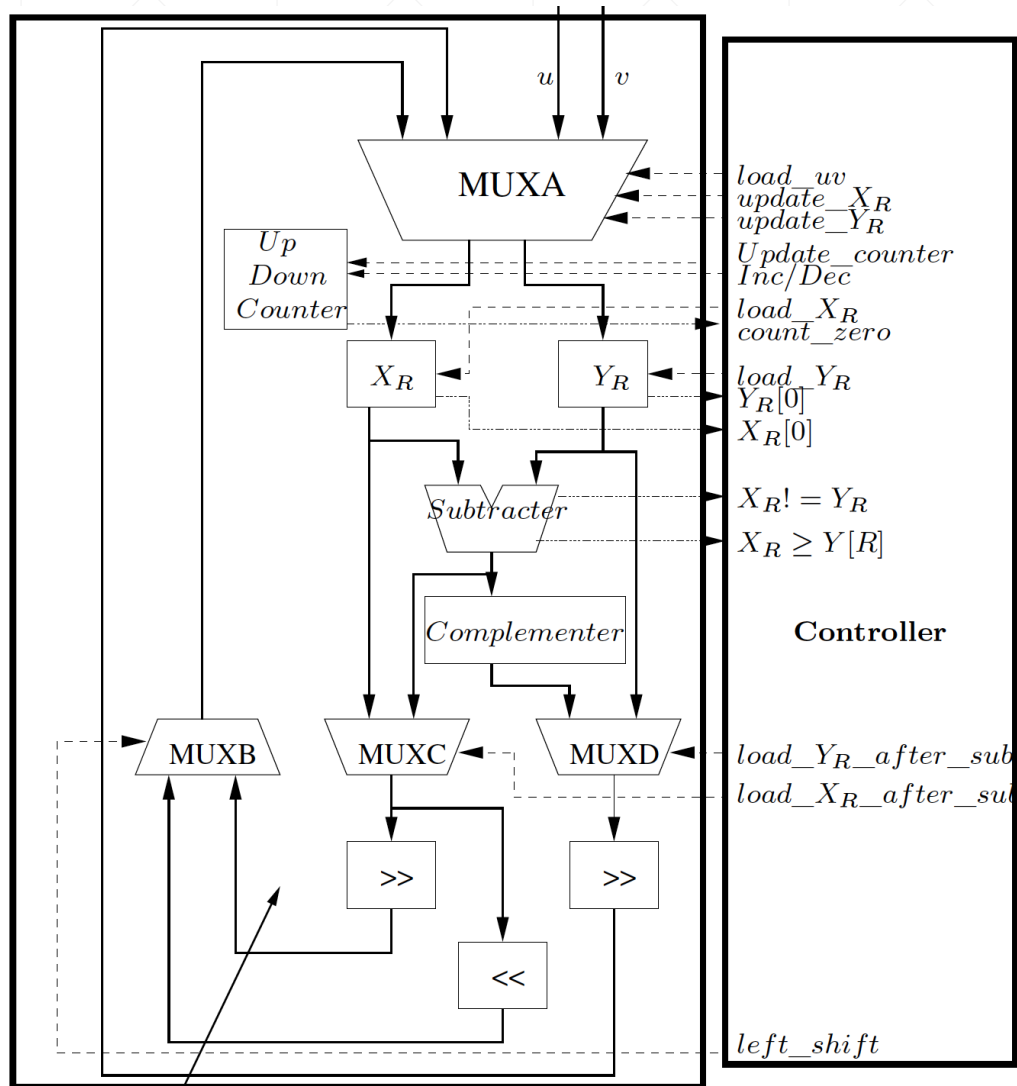 u v
MUXA
load_uv
update_X_R
update_Y_R
Up
Down
Counter
Update_counter
Inc/Dec
load_X_R
count_zero
X_R
Y_R
load_Y_R
Y_R[0]
X_R[0]
Subtracter
X_R! = Y_R
X_R ≥ Y[R]
Complementer
Controller
MUXB
MUXC
MUXD
load_Y_R_after_sub
load_X_R_after_sub
>>
>>
<<
left_shift